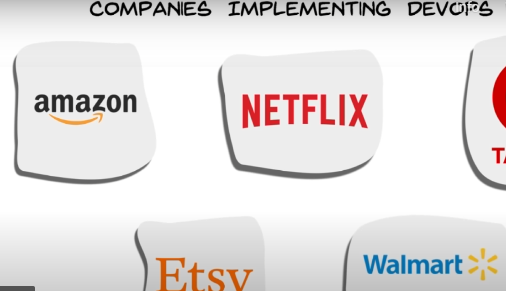 COMPANIES IMPLEMENTING DEVOPS
amazon
NETFLIX
Etsy
Walmart